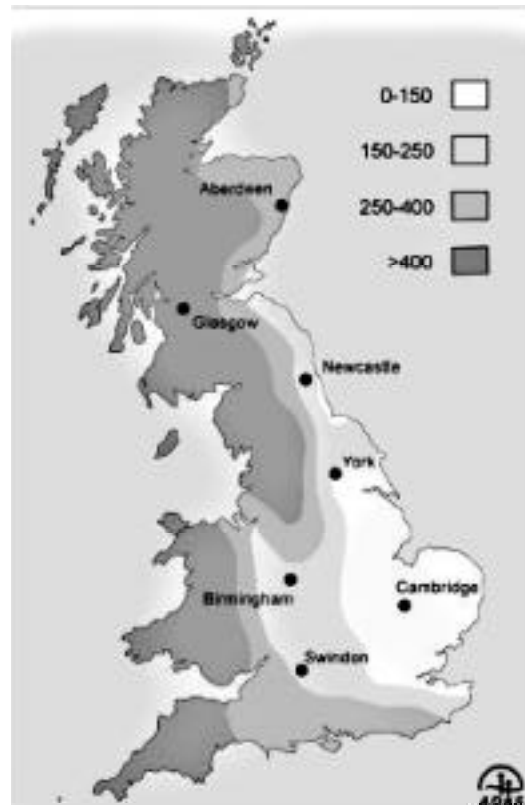 0-150
150-250
250-400
>400
Aberdeen
Glasgow
Newcastle
York
Birmingham
Cambridge
Swindon